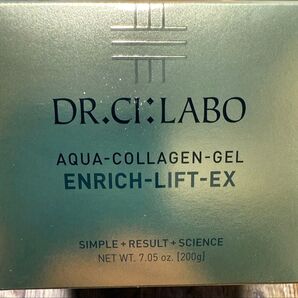 DR.CI:LABO
AQUA-COLLAGEN-GEL
ENRICH-LIFT-EX
SIMPLE+RESULT+SCIENCE
NET WT. 7.05 oz. [200g]